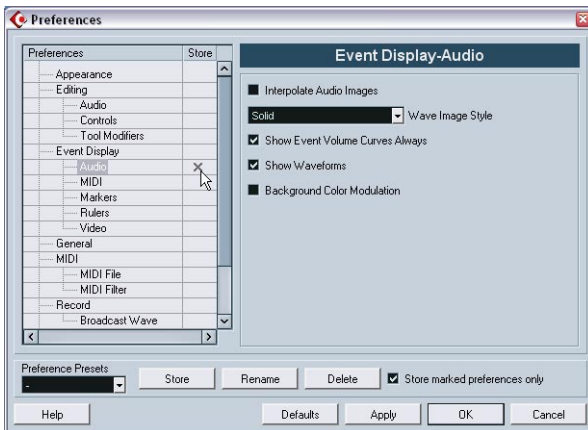 Preferences
Preferences Store
Appearance
Editing
Audio
Controls
Tool Modifiers
Event Display
Audio
MIDI
Markers
Rulers
Video
General
MIDI
MIDI File
MIDI Filter
Record
Broadcast Wave
Event Display-Audio
Interpolate Audio Images
Solid Wave Image Style
Show Event Volume Curves Always
Show Waveforms
Background Color Modulation
Preference Presets
-
Store Rename Delete Store marked preferences only
Help Defaults Apply OK Cancel